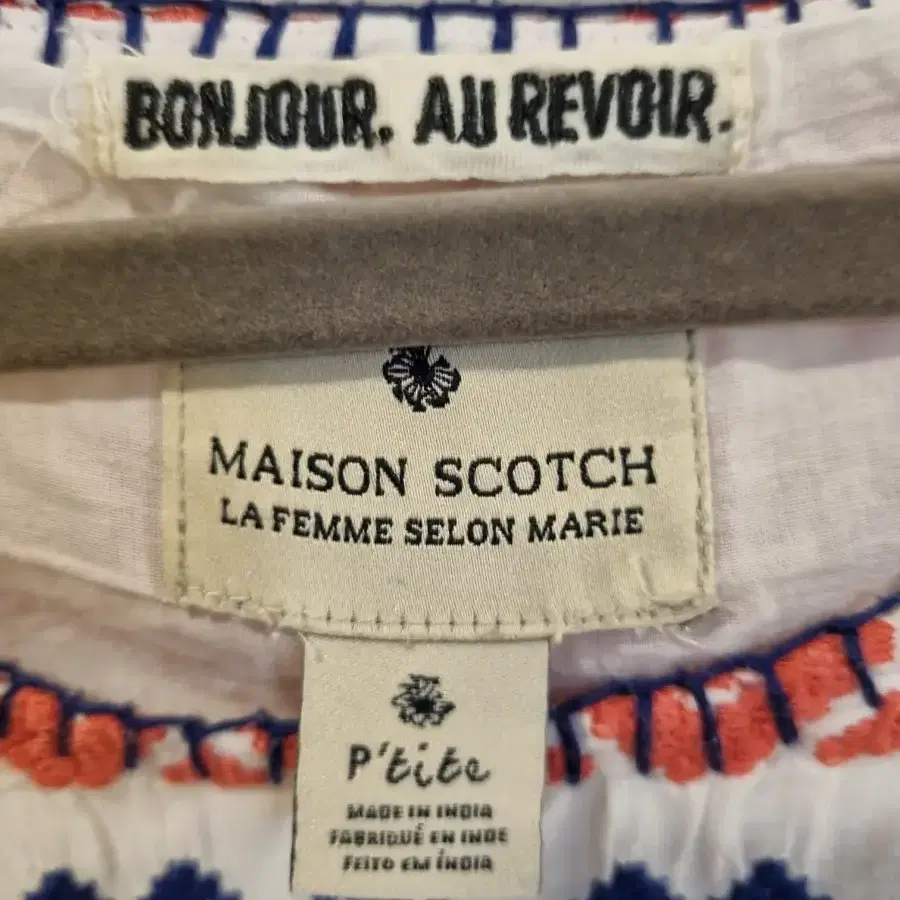 BONJOUR. AU REVOIR.
MAISON SCOTCH
LA FEMME SELON MARIE
P'tite
MADE IN INDIA
FABRIQUÉ EN INDE
FEITO EM ÍNDIA